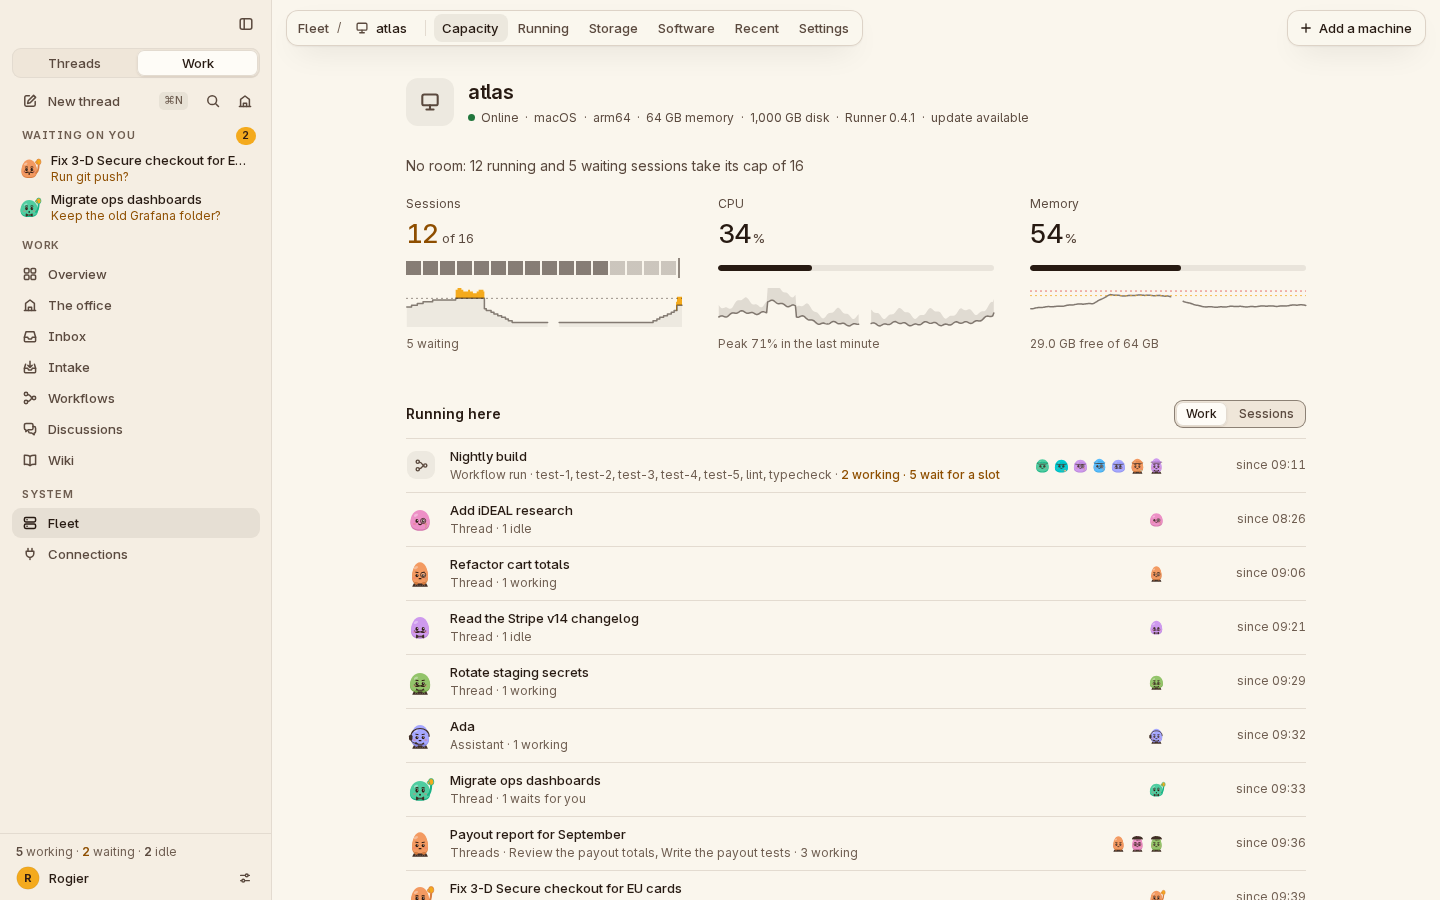 Threads
Work
New thread
⌘N
WAITING ON YOU
2
Fix 3-D Secure checkout for E…
Run git push?
Migrate ops dashboards
Keep the old Grafana folder?
WORK
Overview
The office
Inbox
Intake
Workflows
Discussions
Wiki
SYSTEM
Fleet
Connections
5 working · 2 waiting · 2 idle
R
Rogier
Fleet / atlas
Capacity
Running
Storage
Software
Recent
Settings
Add a machine
atlas
Online · macOS · arm64 · 64 GB memory · 1,000 GB disk · Runner 0.4.1 · update available
No room: 12 running and 5 waiting sessions take its cap of 16
Sessions
12 of 16
5 waiting
CPU
34%
Peak 71% in the last minute
Memory
54%
29.0 GB free of 64 GB
Running here
Work
Sessions
Nightly build
Workflow run · test-1, test-2, test-3, test-4, test-5, lint, typecheck · 2 working · 5 wait for a slot
since 09:11
Add iDEAL research
Thread · 1 idle
since 08:26
Refactor cart totals
Thread · 1 working
since 09:06
Read the Stripe v14 changelog
Thread · 1 idle
since 09:21
Rotate staging secrets
Thread · 1 working
since 09:29
Ada
Assistant · 1 working
since 09:32
Migrate ops dashboards
Thread · 1 waits for you
since 09:33
Payout report for September
Threads · Review the payout totals, Write the payout tests · 3 working
since 09:36
Fix 3-D Secure checkout for EU cards
since 09:39